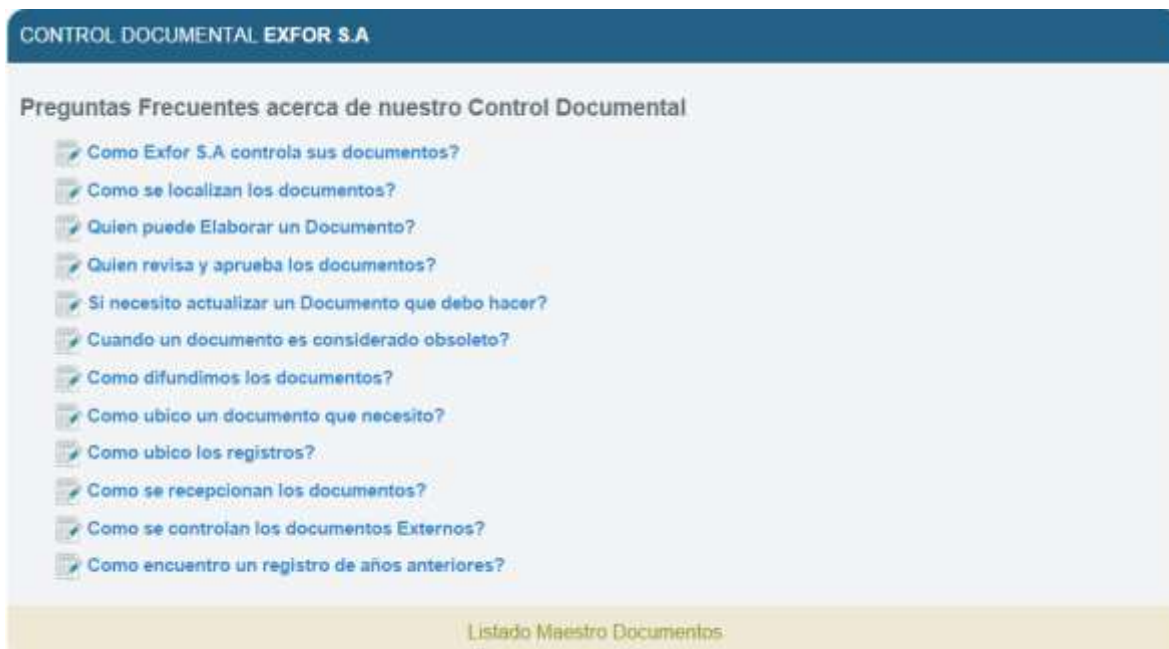 CONTROL DOCUMENTAL EXFOR S.A
Preguntas Frecuentes acerca de nuestro Control Documental
Como Exfor S.A controla sus documentos?
Como se localizan los documentos?
Quien puede Elaborar un Documento?
Quien revisa y aprueba los documentos?
Si necesito actualizar un Documento que debo hacer?
Cuando un documento es considerado obsoleto?
Como difundimos los documentos?
Como ubico un documento que necesito?
Como ubico los registros?
Como se recepcionan los documentos?
Como se controlan los documentos Externos?
Como encuentro un registro de años anteriores?
Listado Maestro Documentos